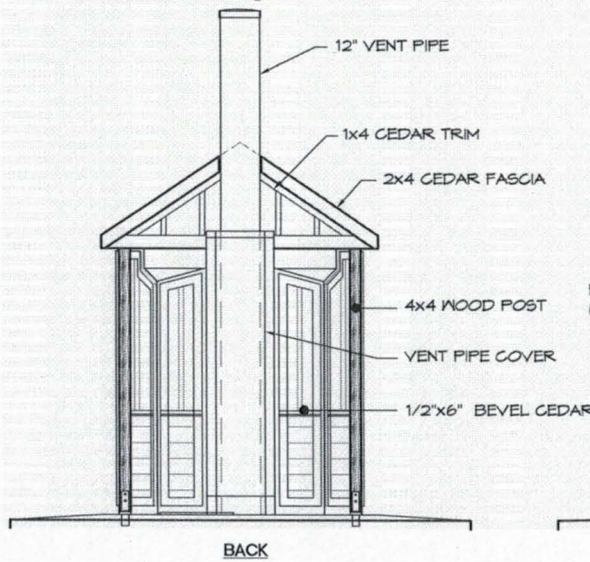 12" VENT PIPE
1x4 CEDAR TRIM
2x4 CEDAR FASCIA
4x4 WOOD POST
VENT PIPE COVER
1/2"x6" BEVEL CEDAR
BACK